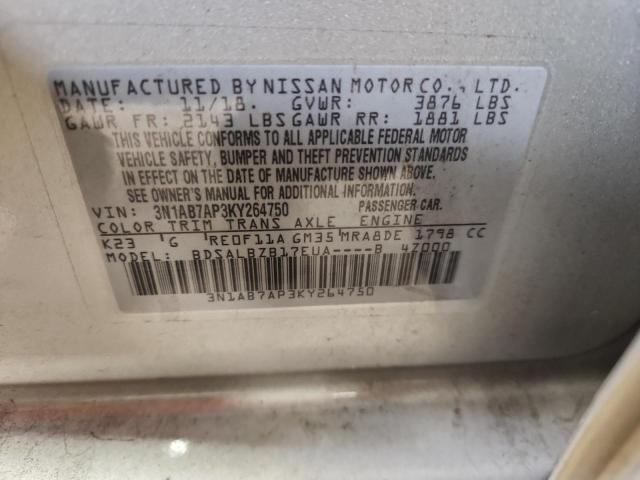 MANUFACTURED BY NISSAN MOTOR CO., LTD.
DATE: 11/18. GVWR: 3876 LBS
GAWR FR: 2143 LBS GAWR RR: 1881 LBS
THIS VEHICLE CONFORMS TO ALL APPLICABLE FEDERAL MOTOR
VEHICLE SAFETY, BUMPER AND THEFT PREVENTION STANDARDS
IN EFFECT ON THE DATE OF MANUFACTURE SHOWN ABOVE.
SEE OWNER'S MANUAL FOR ADDITIONAL INFORMATION.
VIN: 3N1AB7AP3KY264750 PASSENGER CAR.
COLOR TRIM TRANS AXLE ENGINE
K23 G RE0F11A GM35 MRA8DE 1798 CC
MODEL: BDSALBZB17EUA----B 4Z000
3N1AB7AP3KY264750